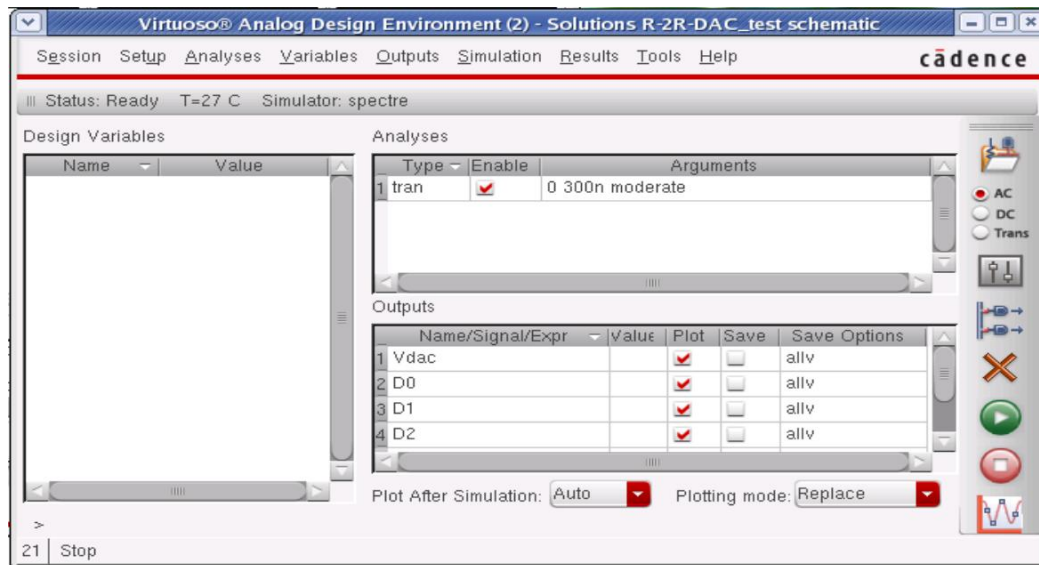 Virtuoso® Analog Design Environment (2) - Solutions R-2R-DAC_test schematic
Session Setup Analyses Variables Outputs Simulation Results Tools Help cādence
Status: Ready T=27 C Simulator: spectre
Design Variables
Name Value
Analyses
Type Enable Arguments
1 tran 0 300n moderate
Outputs
Name/Signal/Expr Value Plot Save Save Options
1 Vdac allv
2 D0 allv
3 D1 allv
4 D2 allv
Plot After Simulation: Auto Plotting mode: Replace
AC
DC
Trans
>
21 Stop